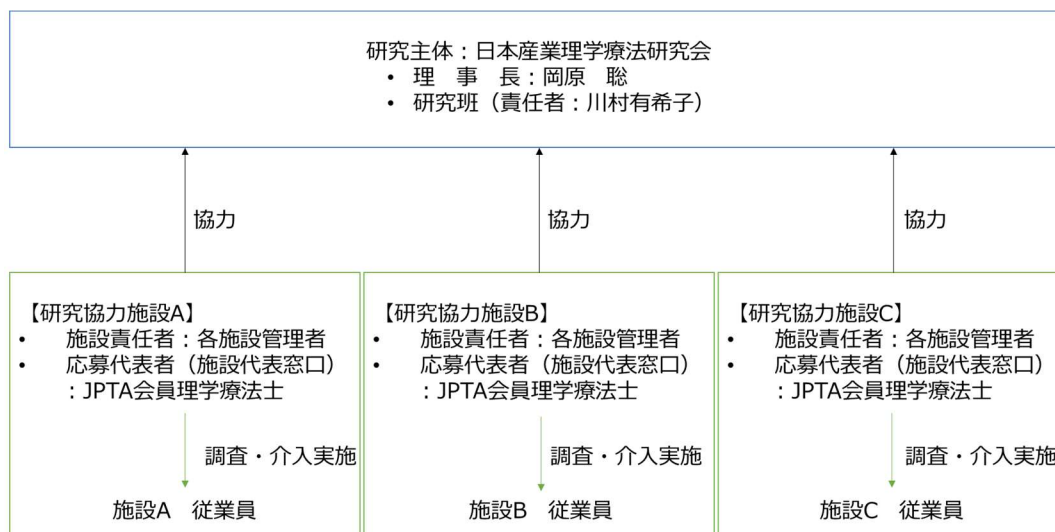 研究主体：日本産業理学療法研究会
• 理　事　長：岡原　聡
• 研究班（責任者：川村有希子）
協力
協力
協力
【研究協力施設A】
• 施設責任者：各施設管理者
• 応募代表者（施設代表窓口）
：JPTA会員理学療法士
調査・介入実施
施設A　従業員
【研究協力施設B】
• 施設責任者：各施設管理者
• 応募代表者（施設代表窓口）
：JPTA会員理学療法士
調査・介入実施
施設B　従業員
【研究協力施設C】
• 施設責任者：各施設管理者
• 応募代表者（施設代表窓口）
：JPTA会員理学療法士
調査・介入実施
施設C　従業員